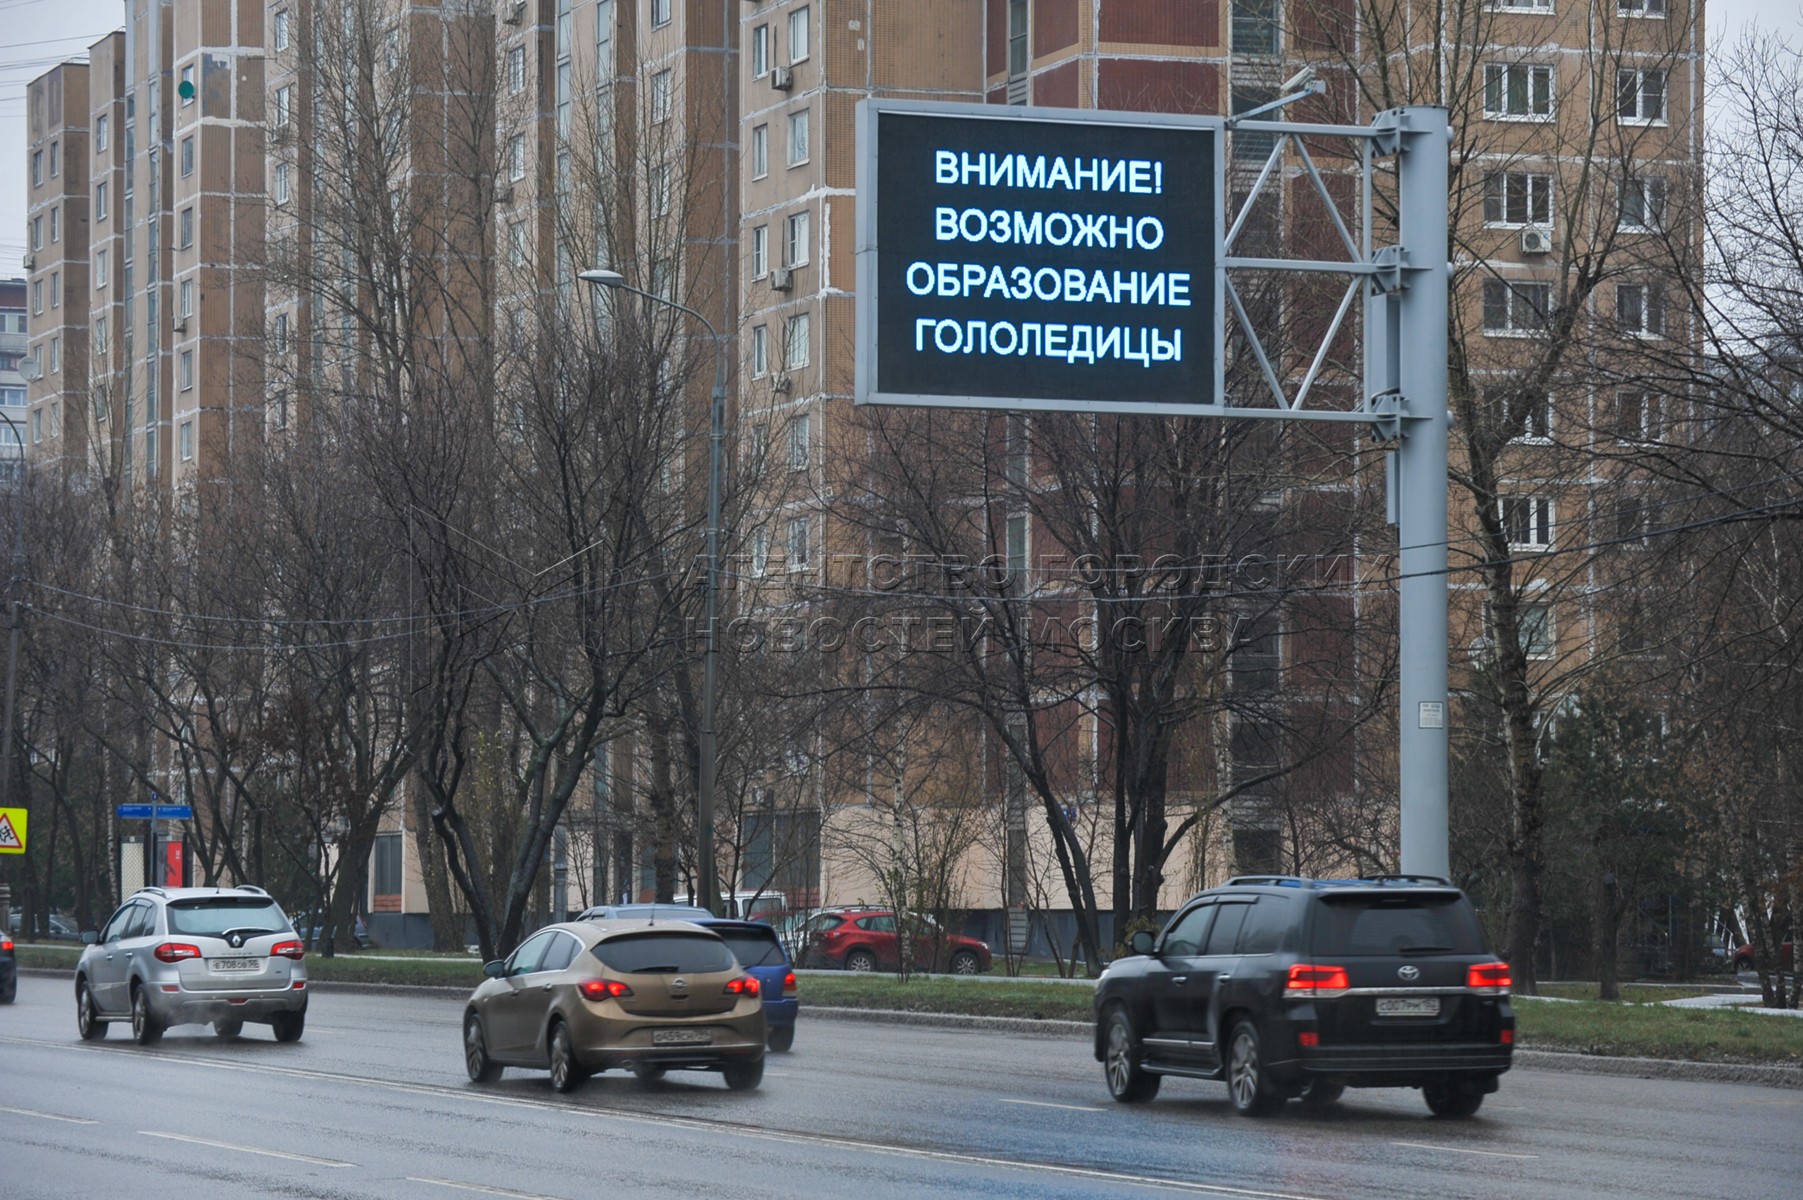 ВНИМАНИЕ!
ВОЗМОЖНО
ОБРАЗОВАНИЕ
ГОЛОЛЕДИЦЫ
АГЕНТСТВО ГОРОДСКИХ
НОВОСТЕЙ МОСКВА